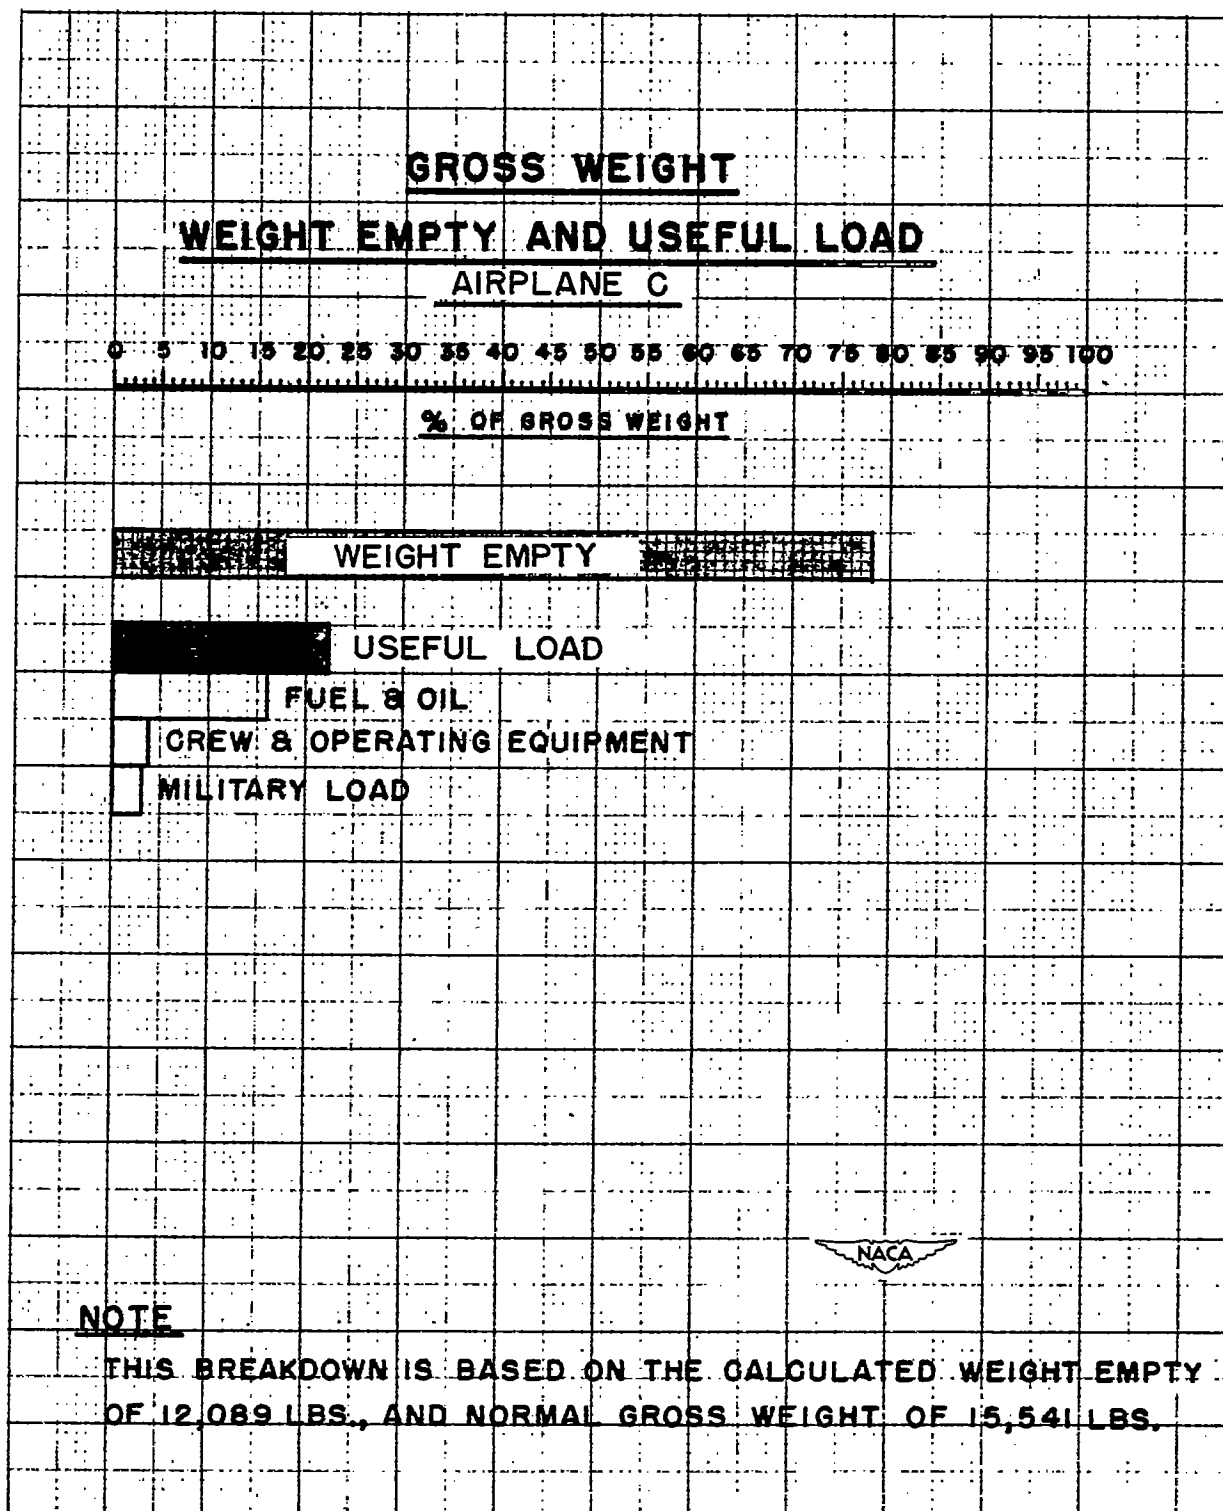 GROSS WEIGHT
WEIGHT EMPTY AND USEFUL LOAD
AIRPLANE C
0 5 10 15 20 25 30 35 40 45 50 55 60 65 70 75 80 85 90 95 100
% OF GROSS WEIGHT
WEIGHT EMPTY
USEFUL LOAD
FUEL & OIL
CREW & OPERATING EQUIPMENT
MILITARY LOAD
NACA
NOTE
THIS BREAKDOWN IS BASED ON THE CALCULATED WEIGHT EMPTY
OF 12,089 LBS., AND NORMAL GROSS WEIGHT OF 15,541 LBS.